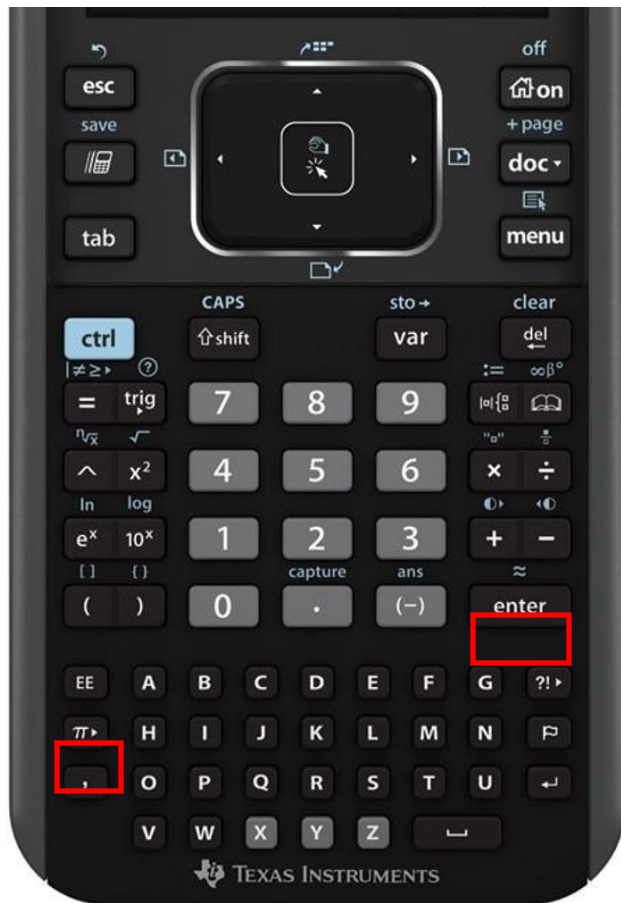 off
esc on
save + page
doc
tab menu
CAPS sto→ clear
ctrl ⇧shift var del
|≠≥▸ ? := ∞β°
= trig 7 8 9
ⁿ√x √ "▫"
^ x² 4 5 6 × ÷
ln log
eˣ 10ˣ 1 2 3 + −
[ ] { } capture ans ≈
( ) 0 . (−) enter
EE A B C D E F G ?!▸
π▸ H I J K L M N
, O P Q R S T U ↵
V W X Y Z
TEXAS INSTRUMENTS